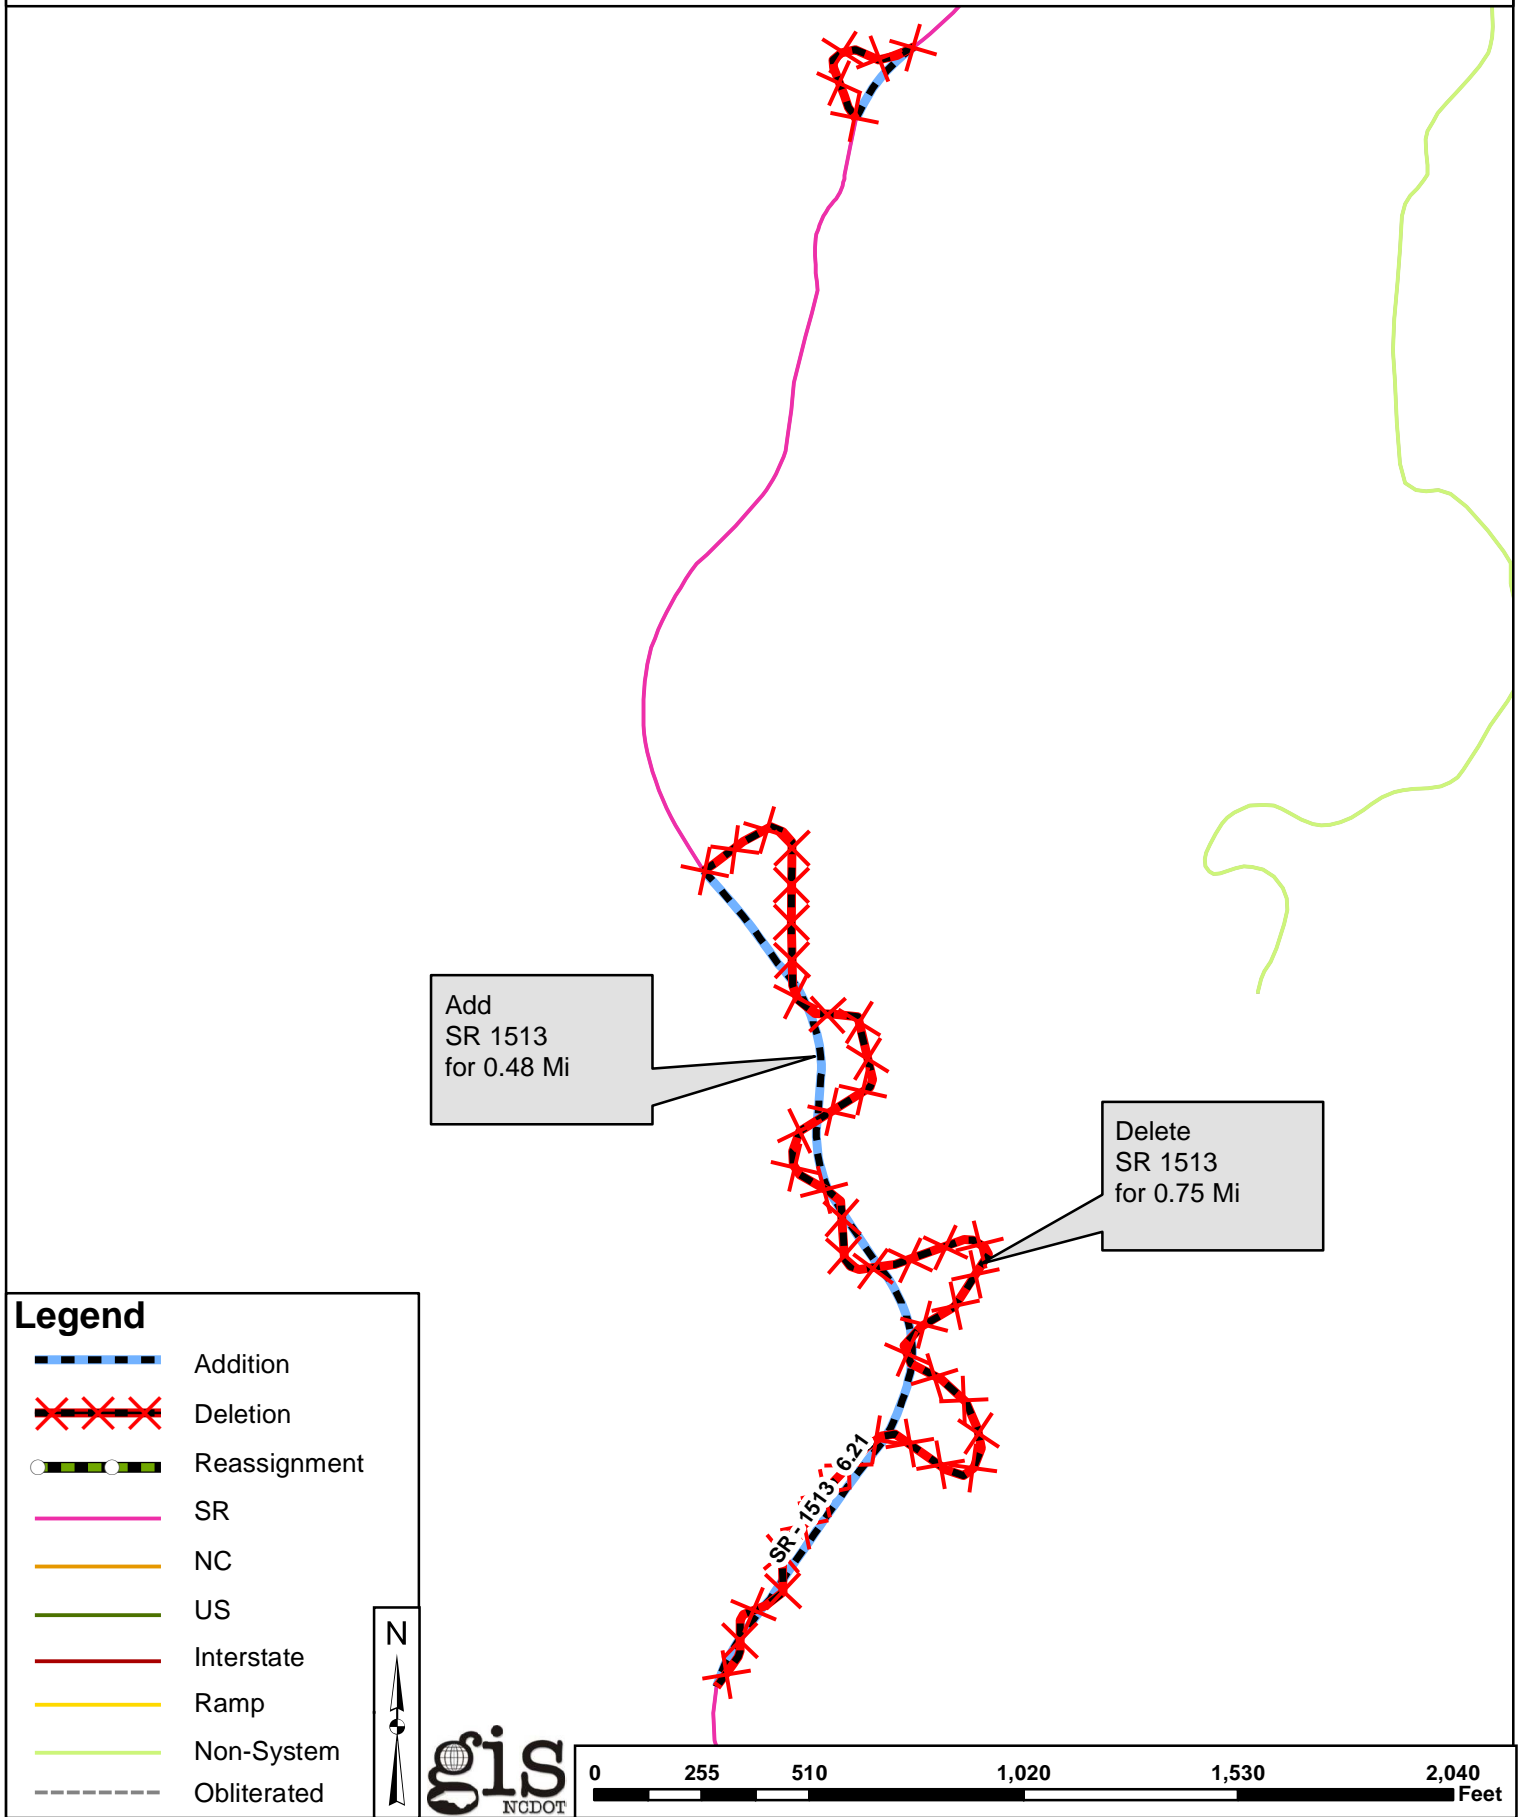 Add
SR 1513
for 0.48 Mi
Delete
SR 1513
for 0.75 Mi
SR - 1513 6.21
Legend
Addition
Deletion
Reassignment
SR
NC
US
Interstate
Ramp
Non-System
Obliterated
N
gis
NCDOT
0 255 510 1,020 1,530 2,040
Feet